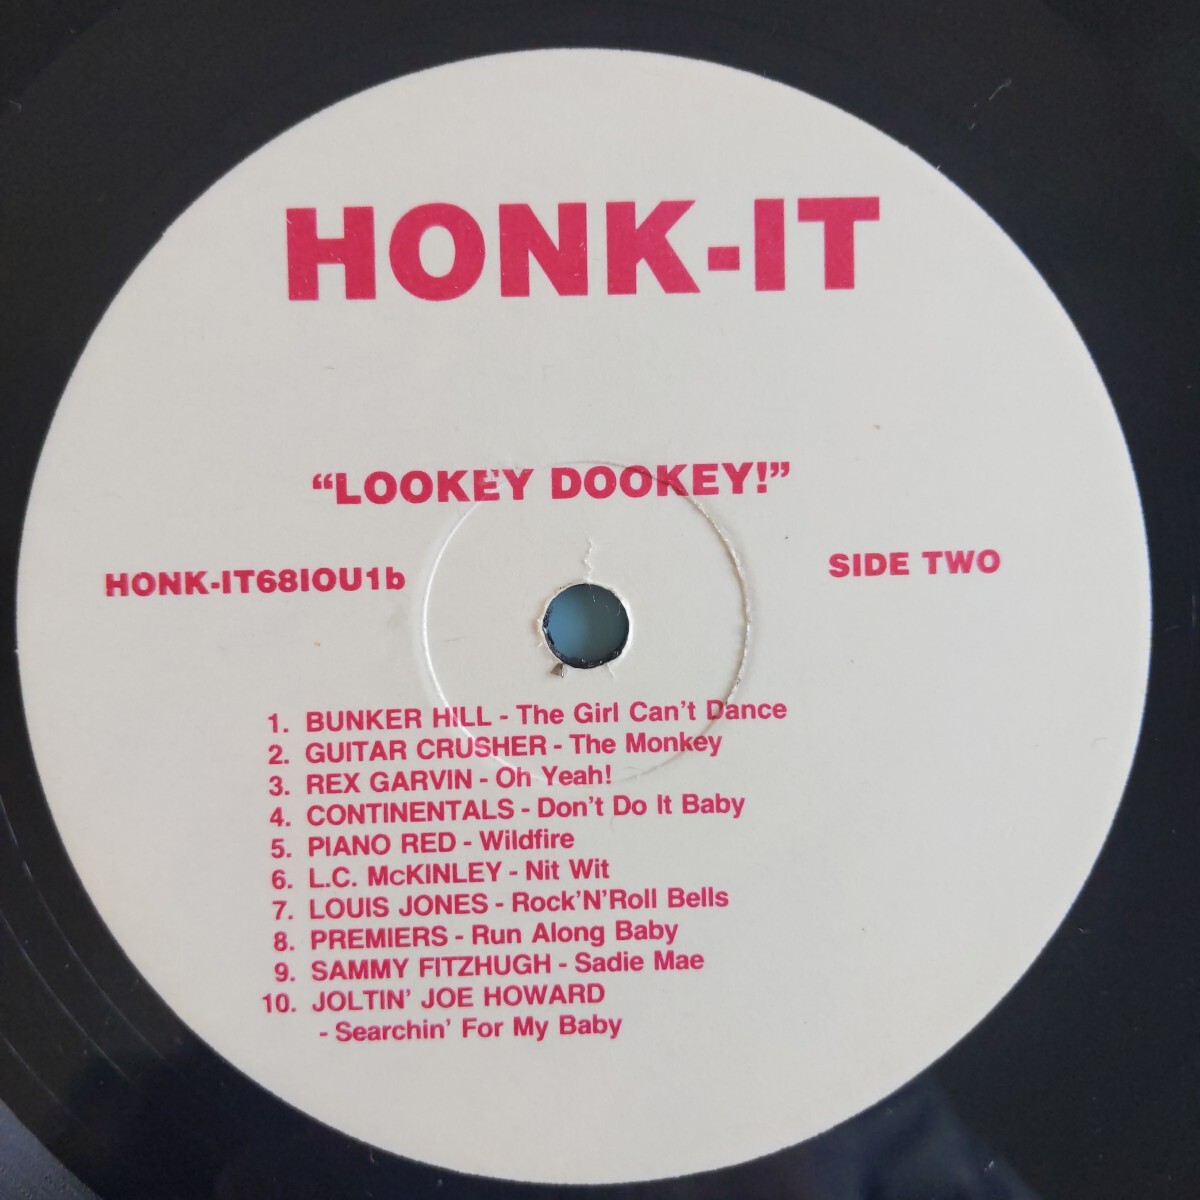 HONK-IT
“LOOKEY DOOKEY!”
HONK-IT68IOU1b
SIDE TWO
1. BUNKER HILL - The Girl Can't Dance
2. GUITAR CRUSHER - The Monkey
3. REX GARVIN - Oh Yeah!
4. CONTINENTALS - Don't Do It Baby
5. PIANO RED - Wildfire
6. L.C. McKINLEY - Nit Wit
7. LOUIS JONES - Rock'N'Roll Bells
8. PREMIERS - Run Along Baby
9. SAMMY FITZHUGH - Sadie Mae
10. JOLTIN' JOE HOWARD
- Searchin' For My Baby